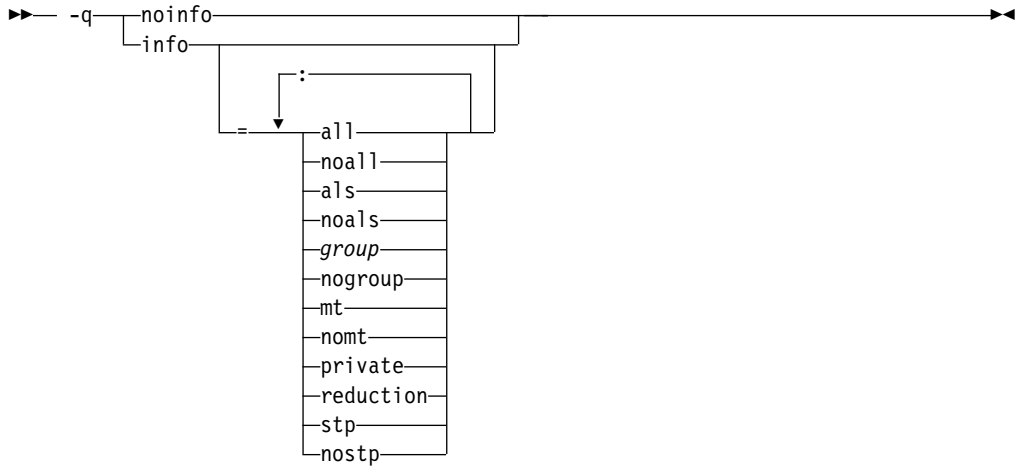 -q noinfo
info
:
= all
noall
als
noals
group
nogroup
mt
nomt
private
reduction
stp
nostp